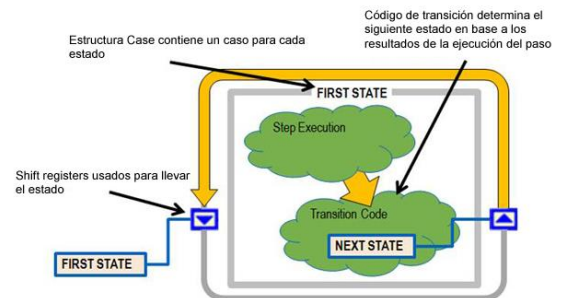 Código de transición determina el
siguiente estado en base a los
resultados de la ejecución del paso
Estructura Case contiene un caso para cada
estado
FIRST STATE
Step Execution
Shift registers usados para llevar
el estado
Transition Code
NEXT STATE
FIRST STATE